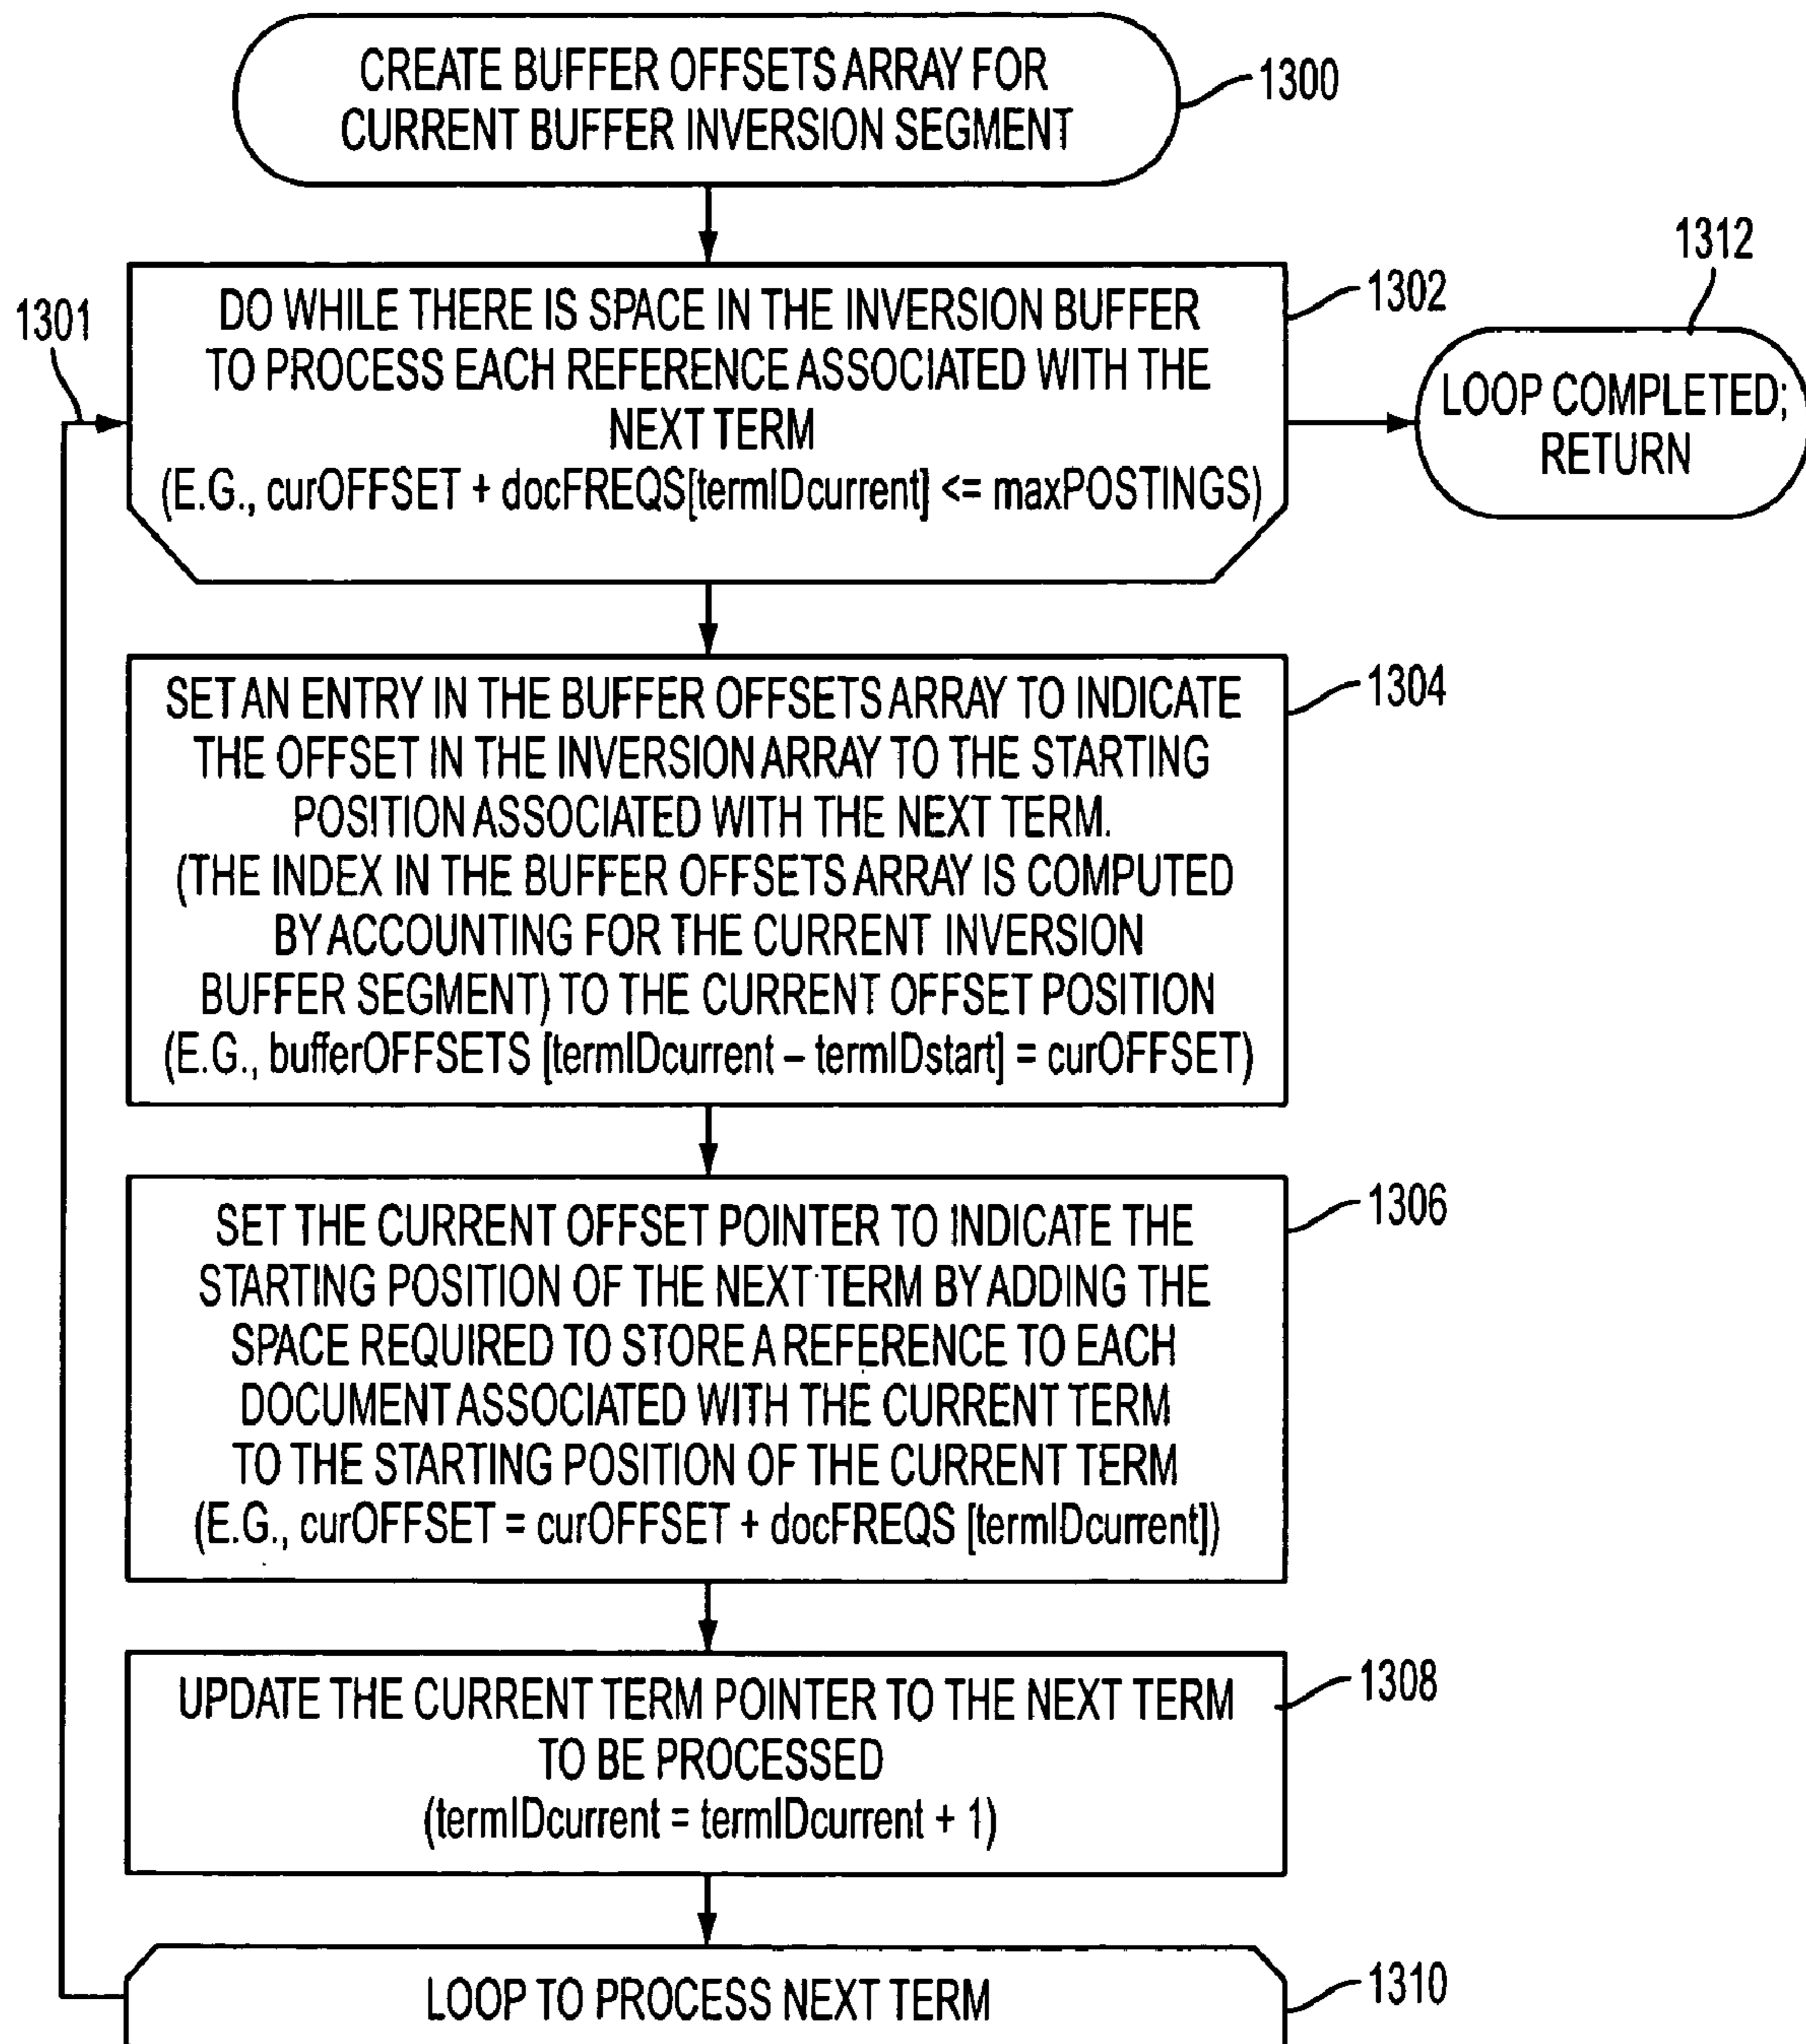 CREATE BUFFER OFFSETS ARRAY FOR
CURRENT BUFFER INVERSION SEGMENT
1300
1312
1301
1302
DO WHILE THERE IS SPACE IN THE INVERSION BUFFER
TO PROCESS EACH REFERENCE ASSOCIATED WITH THE
NEXT TERM
(E.G., curOFFSET + docFREQS[termIDcurrent] <= maxPOSTINGS)
LOOP COMPLETED;
RETURN
1304
SET AN ENTRY IN THE BUFFER OFFSETS ARRAY TO INDICATE
THE OFFSET IN THE INVERSION ARRAY TO THE STARTING
POSITION ASSOCIATED WITH THE NEXT TERM.
(THE INDEX IN THE BUFFER OFFSETS ARRAY IS COMPUTED
BY ACCOUNTING FOR THE CURRENT INVERSION
BUFFER SEGMENT) TO THE CURRENT OFFSET POSITION
(E.G., bufferOFFSETS [termIDcurrent – termIDstart] = curOFFSET)
1306
SET THE CURRENT OFFSET POINTER TO INDICATE THE
STARTING POSITION OF THE NEXT TERM BY ADDING THE
SPACE REQUIRED TO STORE A REFERENCE TO EACH
DOCUMENT ASSOCIATED WITH THE CURRENT TERM
TO THE STARTING POSITION OF THE CURRENT TERM
(E.G., curOFFSET = curOFFSET + docFREQS [termIDcurrent])
1308
UPDATE THE CURRENT TERM POINTER TO THE NEXT TERM
TO BE PROCESSED
(termIDcurrent = termIDcurrent + 1)
LOOP TO PROCESS NEXT TERM
1310